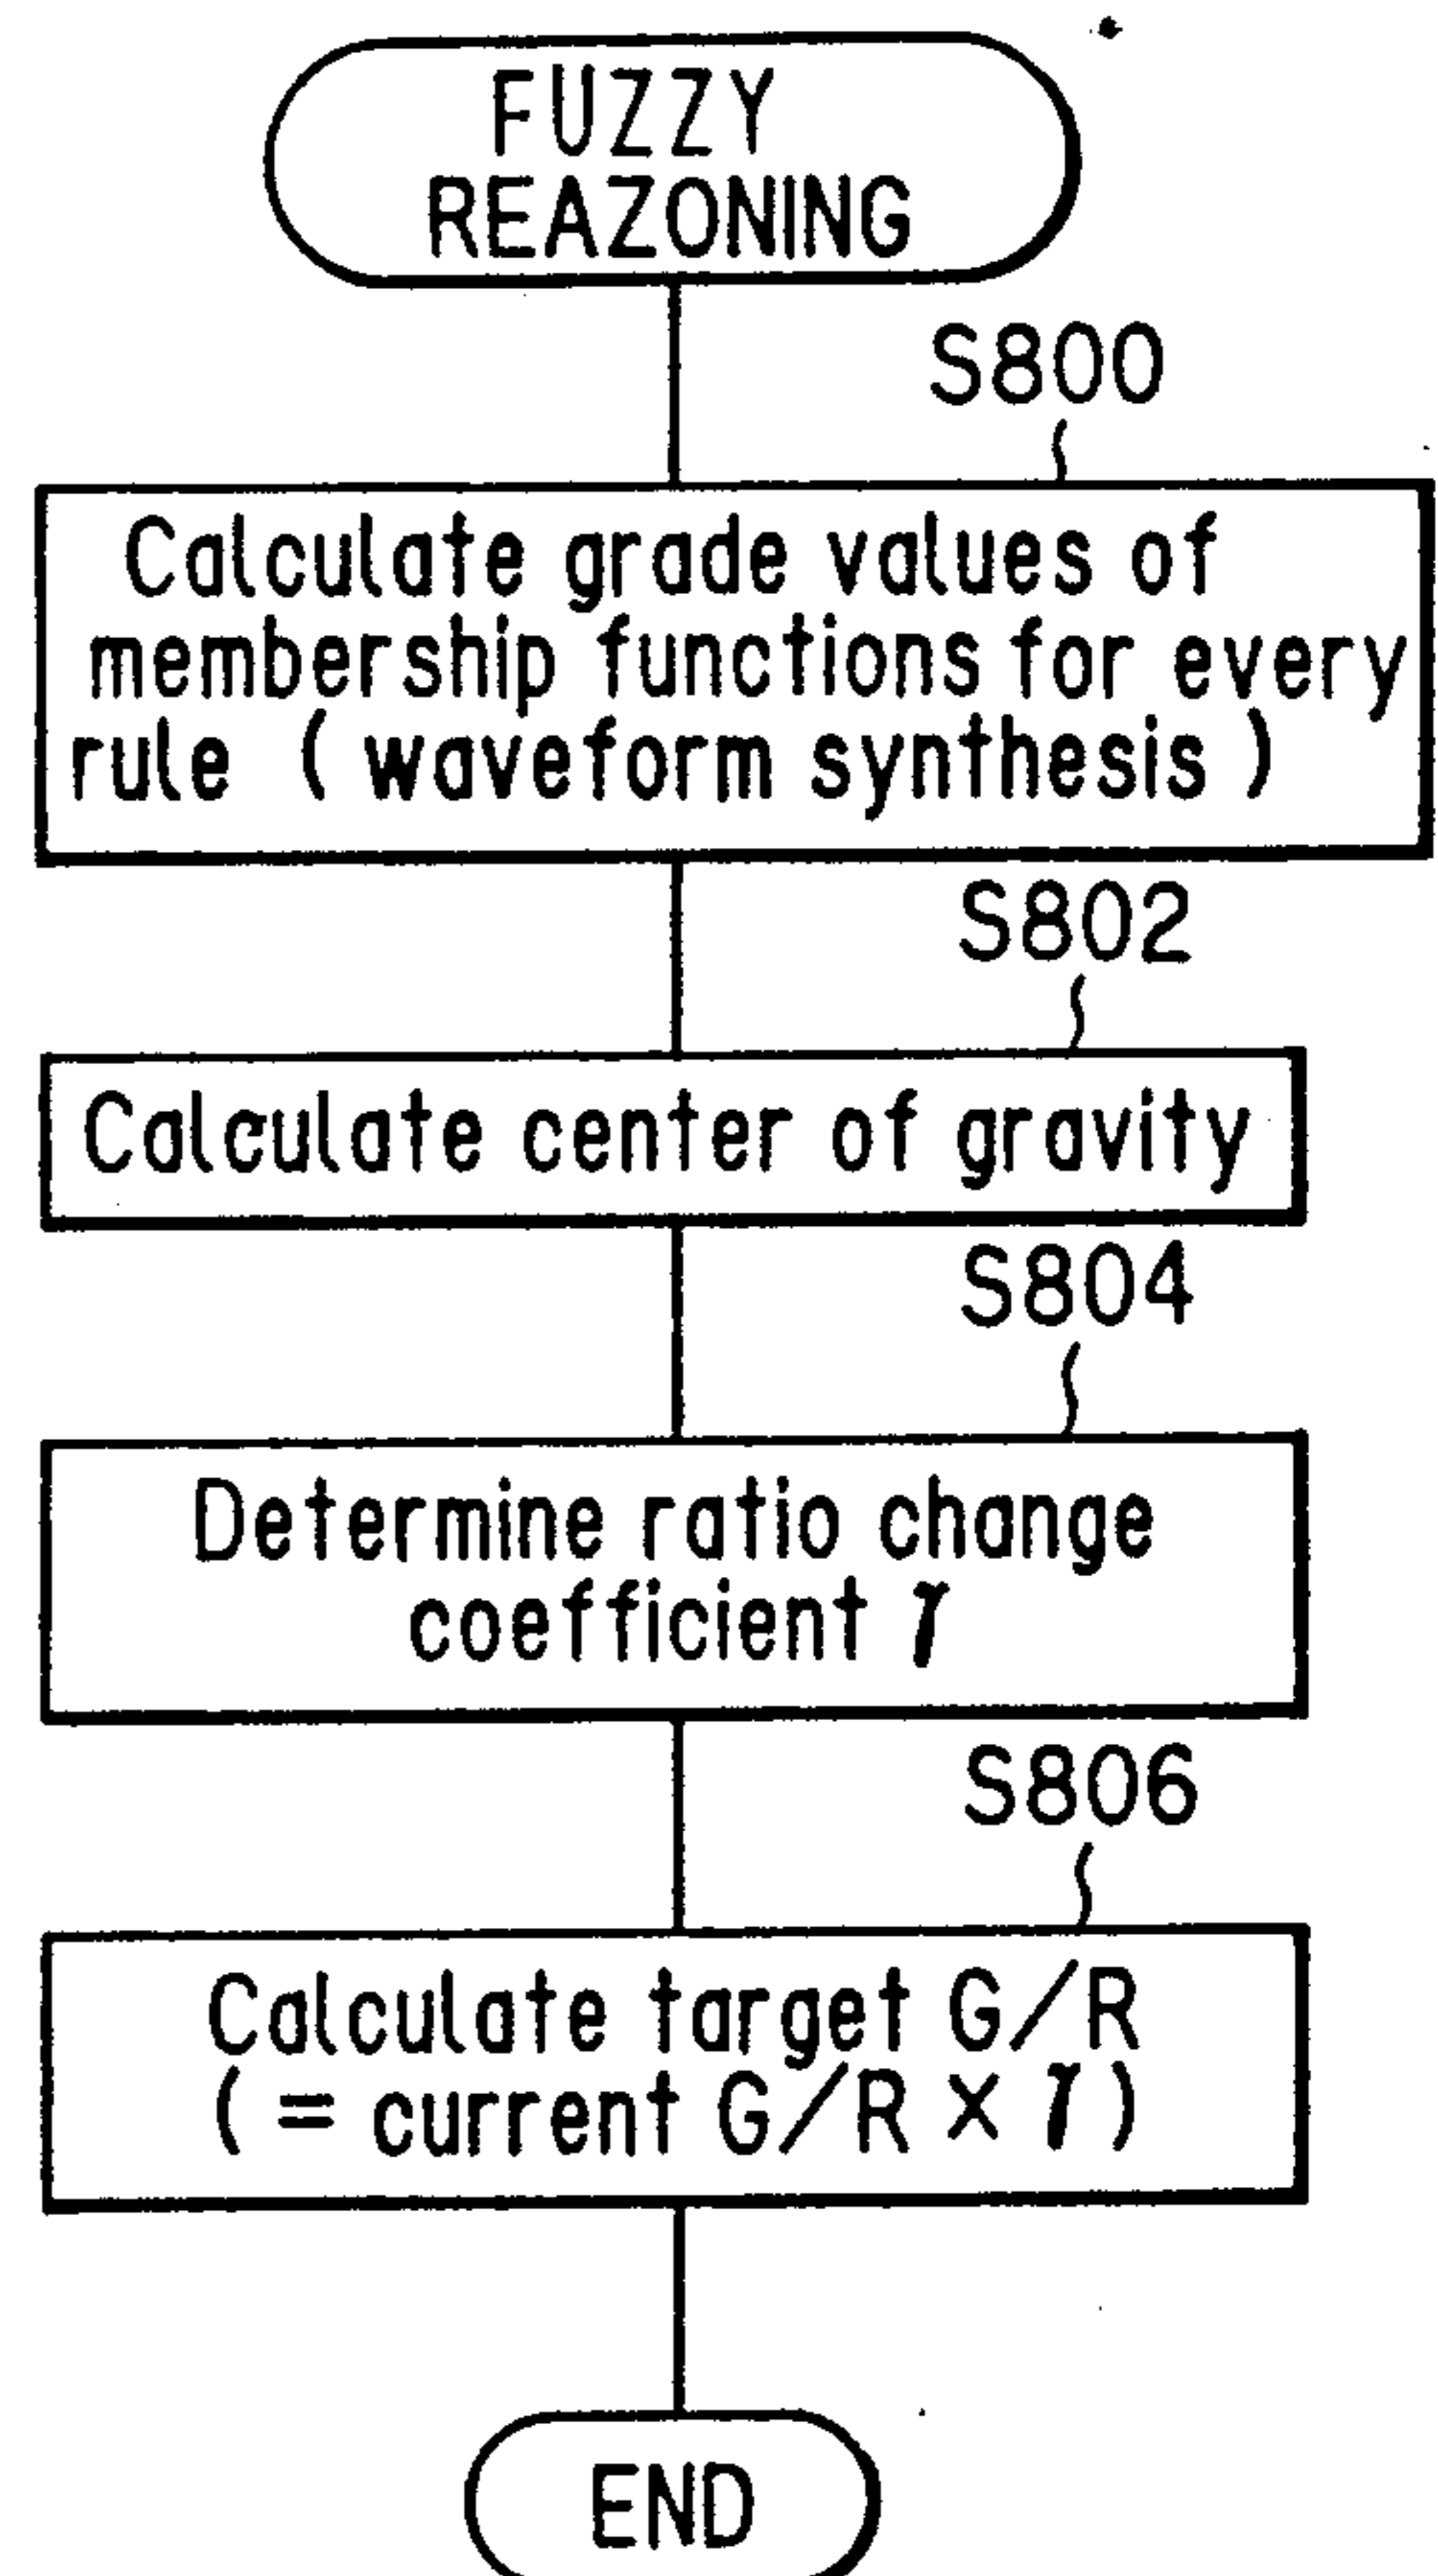 FUZZY
REAZONING
S800
Calculate grade values of
membership functions for every
rule ( waveform synthesis )
S802
Calculate center of gravity
S804
Determine ratio change
coefficient γ
S806
Calculate target G/R
( = current G/R × γ )
END